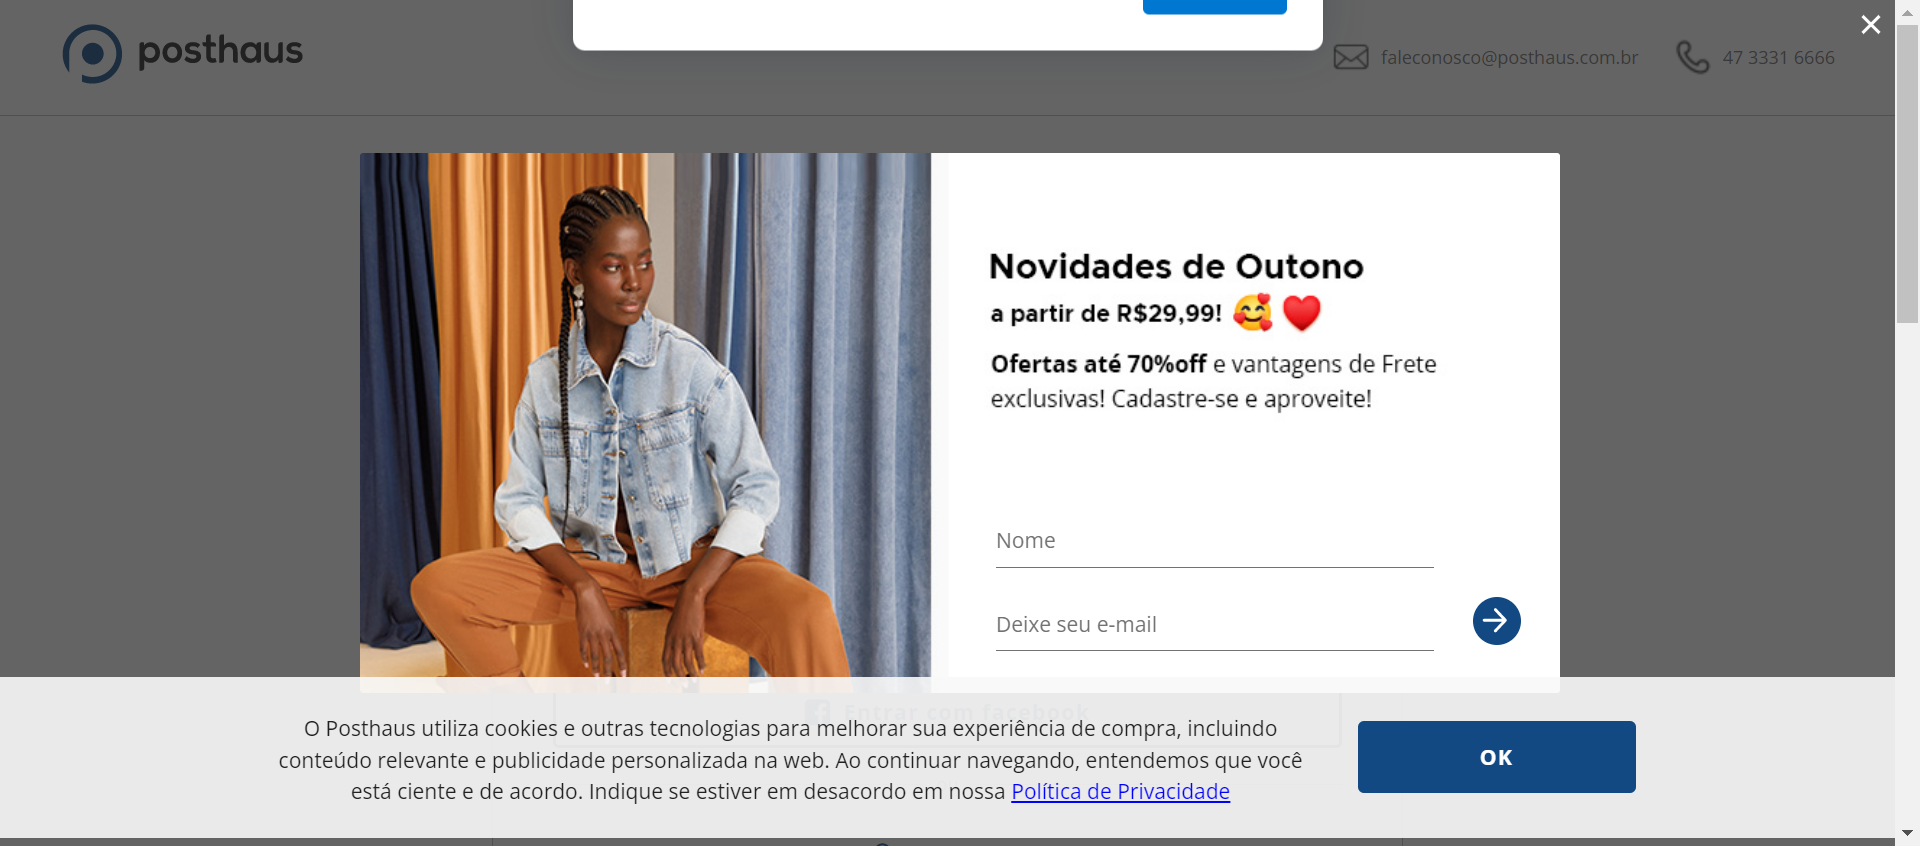 posthaus
faleconosco@posthaus.com.br
47 3331 6666
Novidades de Outono
a partir de R$29,99!
Ofertas até 70%off e vantagens de Frete
exclusivas! Cadastre-se e aproveite!
Nome
Deixe seu e-mail
Entrar com facebook
O Posthaus utiliza cookies e outras tecnologias para melhorar sua experiência de compra, incluindo
conteúdo relevante e publicidade personalizada na web. Ao continuar navegando, entendemos que você
está ciente e de acordo. Indique se estiver em desacordo em nossa Política de Privacidade
OK